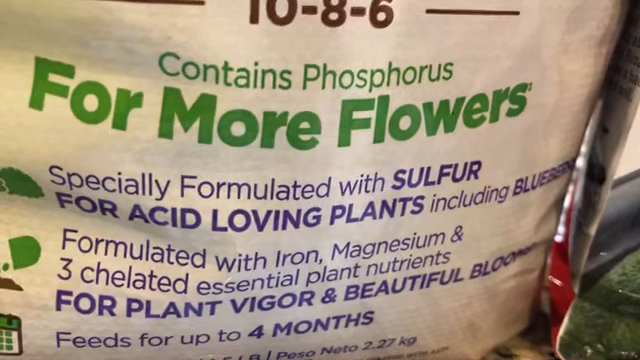 10-8-6
Contains Phosphorus
For More Flowers
Specially Formulated with SULFUR
FOR ACID LOVING PLANTS including
Formulated with Iron, Magnesium &
3 chelated essential plant nutrients
FOR PLANT VIGOR & BEAUTIFUL
Feeds for up to 4 MONTHS
Peso Neto 2.27 kg